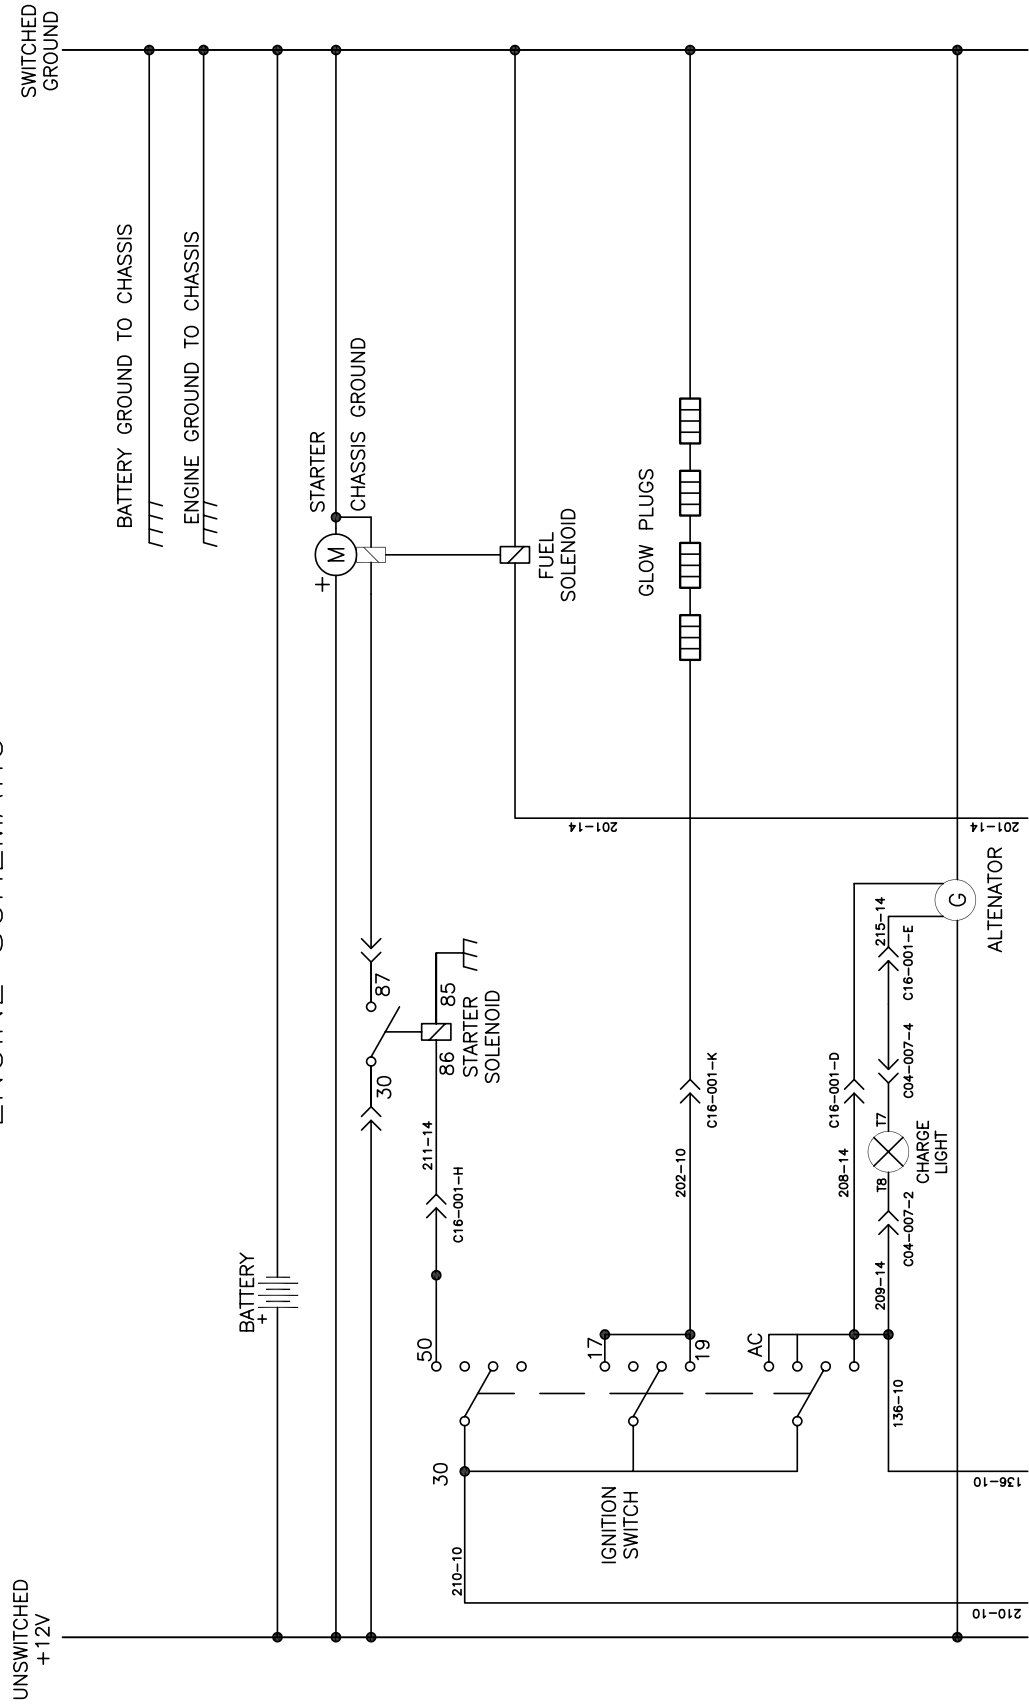 SWITCHED
GROUND
BATTERY GROUND TO CHASSIS
ENGINE GROUND TO CHASSIS
STARTER
CHASSIS GROUND
M
+
FUEL
SOLENOID
GLOW PLUGS
201-14
201-14
G
ALTENATOR
215-14
C16-001-E
87
85
86
30
STARTER
SOLENOID
211-14
C16-001-H
C16-001-K
202-10
C16-001-D
208-14
C04-007-4
T7
T8
CHARGE
LIGHT
C04-007-2
209-14
BATTERY
+
50
17
19
AC
30
136-10
136-10
IGNITION
SWITCH
210-10
210-10
UNSWITCHED
+12V